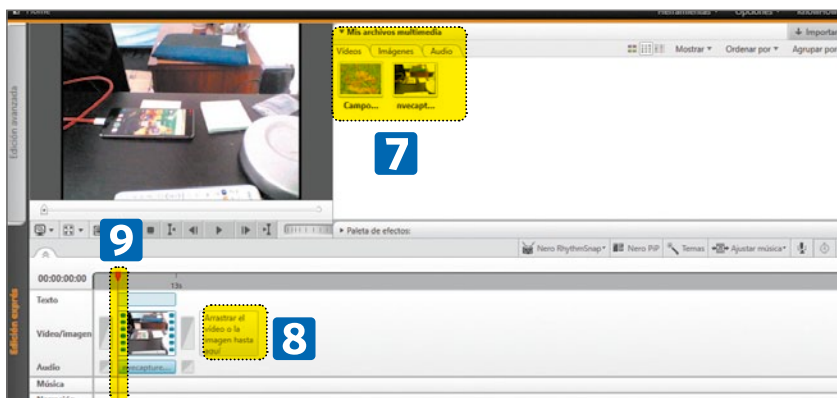 Home
Herramientas
Opciones
KnowHow
Mis archivos multimedia
Importar
Vídeos
Imágenes
Audio
Mostrar
Ordenar por
Agrupar por
Campo...
nvecapt...
7
Edición avanzada
9
Paleta de efectos:
Nero RhythmSnap
Nero PiP
Temas
Ajustar música
00:00:00:00
13s
Texto
Edición exprés
Vídeo/imagen
Arrastrar el
vídeo o la
imagen hasta
aquí
8
Audio
nvecapture...
Música
Narración